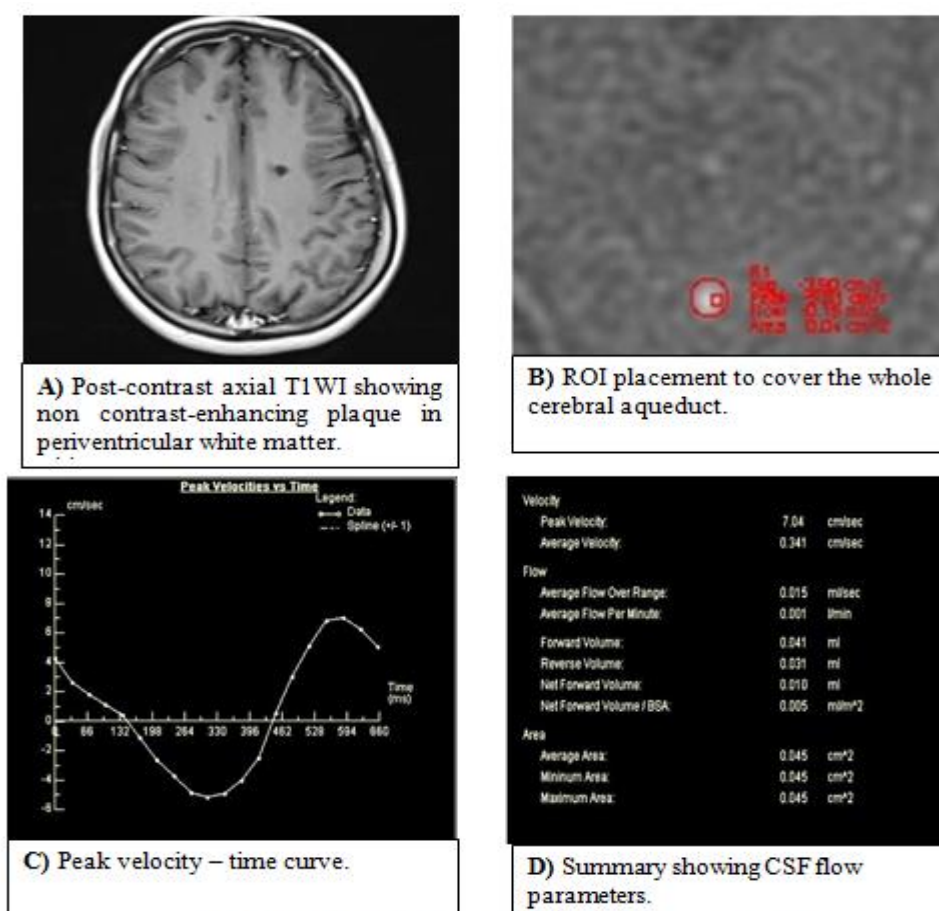 A) Post-contrast axial T1WI showing
non contrast-enhancing plaque in
periventricular white matter.
B) ROI placement to cover the whole
cerebral aqueduct.
Peak Velocities vs Time
cm/sec
Legend:
Data
Spline (+/- 1)
14
12
10
8
6
4
2
0
-2
-4
-6
Time
(ms)
66 132 198 264 330 396 462 528 594 660
C) Peak velocity – time curve.
Velocity
Peak Velocity: 7.04 cm/sec
Average Velocity: 0.341 cm/sec
Flow
Average Flow Over Range: 0.015 ml/sec
Average Flow Per Minute: 0.001 l/min
Forward Volume: 0.041 ml
Reverse Volume: 0.031 ml
Net Forward Volume: 0.010 ml
Net Forward Volume / BSA: 0.005 ml/m^2
Area
Average Area: 0.045 cm^2
Mininum Area: 0.045 cm^2
Maximum Area: 0.045 cm^2
D) Summary showing CSF flow
parameters.